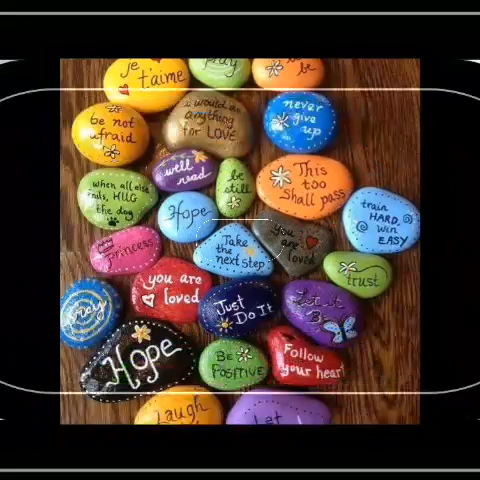 je
t'aime
pray
be
be not
afraid
i would do
anything
for LOVE
never
give
up
well
read
be
still
This
too
Shall pass
when all else
fails, HUG
the dog
Hope
train
HARD,
win
EASY
princess
Take
the
next step
You
are
loved
trust
you are
loved
pray
Just
Do It
Let it
Be
Hope
Be
POSITIVE
Follow
your heart
Laugh
Let